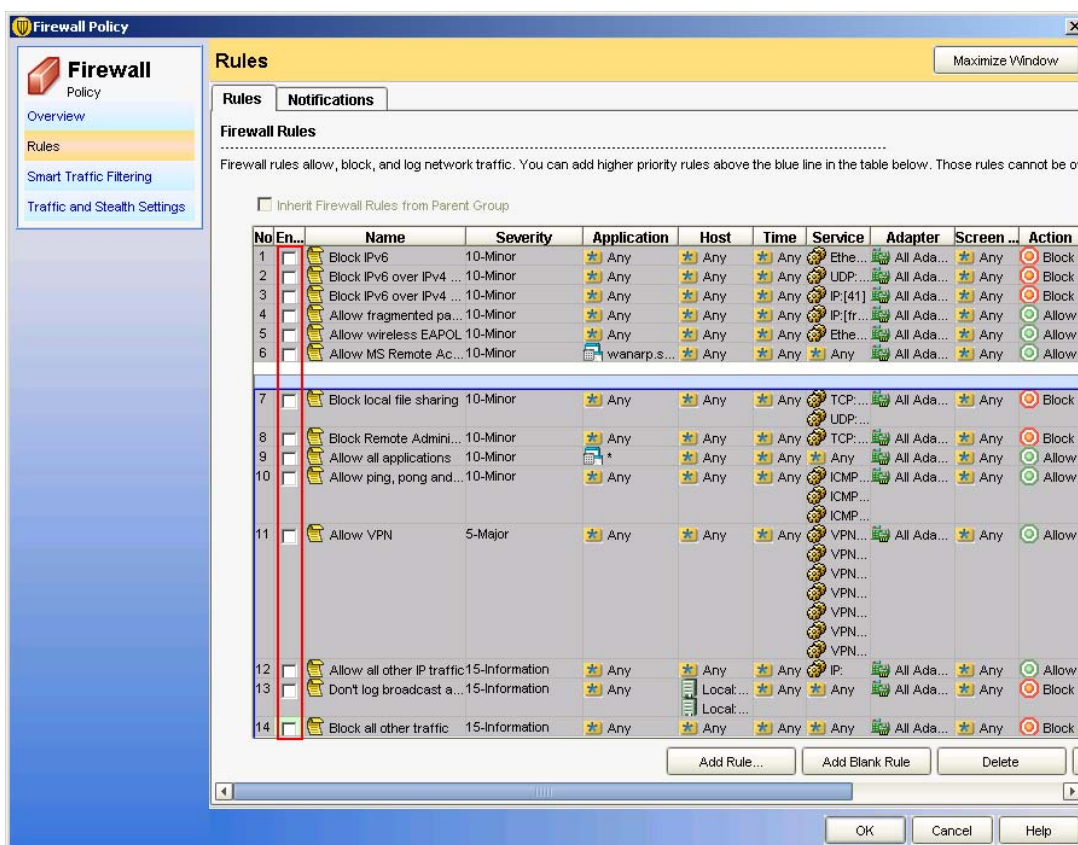 Firewall Policy
Firewall
Policy
Overview
Rules
Smart Traffic Filtering
Traffic and Stealth Settings
Rules
Maximize Window
Rules Notifications
Firewall Rules
Firewall rules allow, block, and log network traffic. You can add higher priority rules above the blue line in the table below. Those rules cannot be o
Inherit Firewall Rules from Parent Group
No En... Name Severity Application Host Time Service Adapter Screen ... Action
1 Block IPv6 10-Minor Any Any Any Ethe... All Ada... Any Block
2 Block IPv6 over IPv4 ... 10-Minor Any Any Any UDP:... All Ada... Any Block
3 Block IPv6 over IPv4 ... 10-Minor Any Any Any IP:[41] All Ada... Any Block
4 Allow fragmented pa... 10-Minor Any Any Any IP:[fr... All Ada... Any Allow
5 Allow wireless EAPOL 10-Minor Any Any Any Ethe... All Ada... Any Allow
6 Allow MS Remote Ac... 10-Minor wanarp.s... Any Any Any All Ada... Any Allow
7 Block local file sharing 10-Minor Any Any Any TCP:... All Ada... Any Block
UDP:...
8 Block Remote Admini... 10-Minor Any Any Any TCP:... All Ada... Any Block
9 Allow all applications 10-Minor * Any Any Any All Ada... Any Allow
10 Allow ping, pong and... 10-Minor Any Any Any ICMP... All Ada... Any Allow
ICMP...
ICMP...
11 Allow VPN 5-Major Any Any Any VPN... All Ada... Any Allow
VPN...
VPN...
VPN...
VPN...
VPN...
VPN...
12 Allow all other IP traffic 15-Information Any Any Any IP: All Ada... Any Allow
13 Don't log broadcast a... 15-Information Any Local:... Any Any All Ada... Any Block
Local:...
14 Block all other traffic 15-Information Any Any Any Any All Ada... Any Block
Add Rule... Add Blank Rule Delete
OK Cancel Help